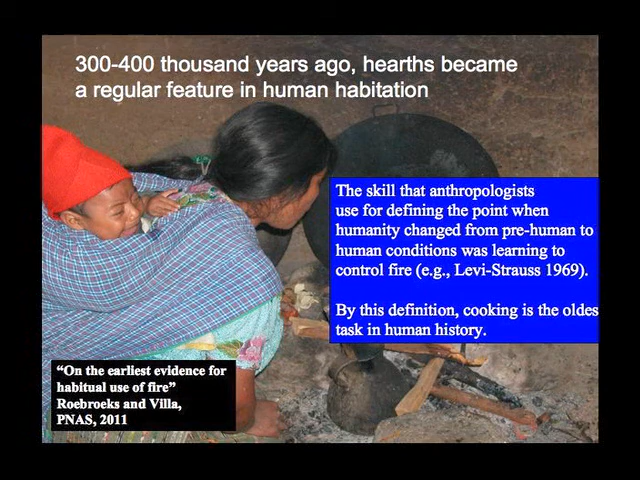 300-400 thousand years ago, hearths became
a regular feature in human habitation
The skill that anthropologists
use for defining the point when
humanity changed from pre-human to
human conditions was learning to
control fire (e.g., Levi-Strauss 1969).
By this definition, cooking is the oldes
task in human history.
“On the earliest evidence for
habitual use of fire”
Roebroeks and Villa,
PNAS, 2011